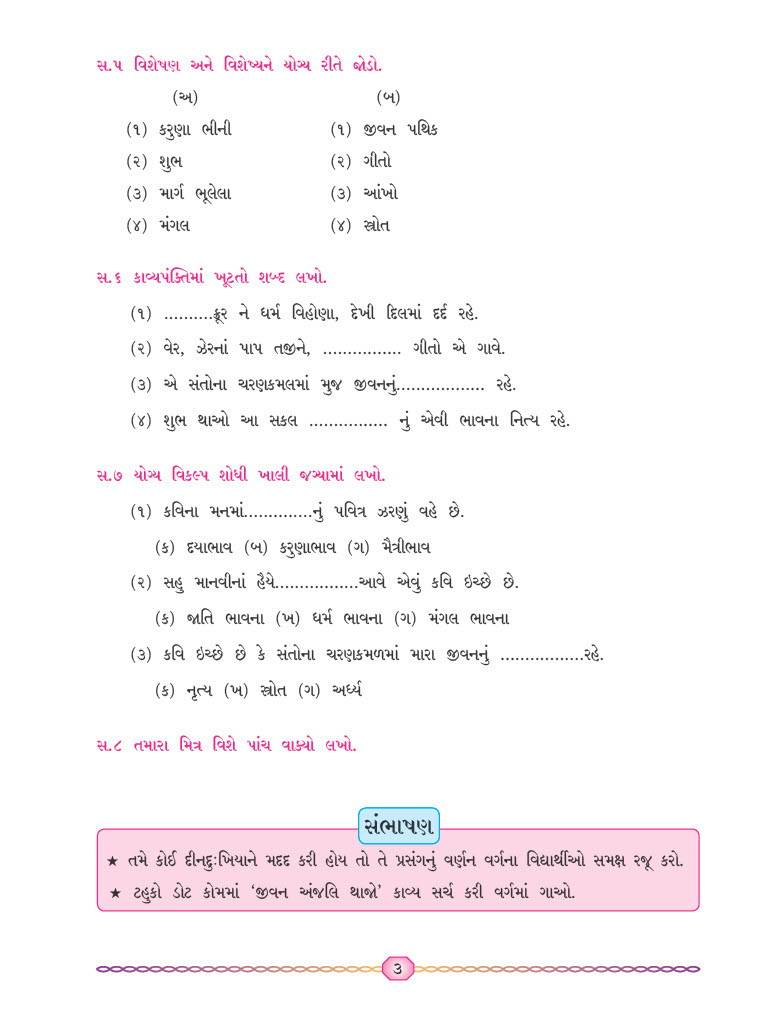 સ.૫ વિશેષણ અને વિશેષ્યને યોગ્ય રીતે જોડો.
(અ) (બ)
(૧) કરુણા ભીની (૧) જીવન પથિક
(૨) શુભ (૨) ગીતો
(૩) માર્ગ ભૂલેલા (૩) આંખો
(૪) મંગલ (૪) સ્ત્રોત
સ.૬ કાવ્યપંક્તિમાં ખૂટતો શબ્દ લખો.
(૧) ..........ક્રૂર ને ધર્મ વિહોણા, દેખી દિલમાં દર્દ રહે.
(૨) વેર, ઝેરનાં પાપ તજીને, ................ ગીતો એ ગાવે.
(૩) એ સંતોના ચરણકમલમાં મુજ જીવનનું.................. રહે.
(૪) શુભ થાઓ આ સકલ ................ નું એવી ભાવના નિત્ય રહે.
સ.૭ યોગ્ય વિકલ્પ શોધી ખાલી જગ્યામાં લખો.
(૧) કવિના મનમાં..............નું પવિત્ર ઝરણું વહે છે.
(ક) દયાભાવ (બ) કરુણાભાવ (ગ) મૈત્રીભાવ
(૨) સહુ માનવીનાં હૈયે.................આવે એવું કવિ ઇચ્છે છે.
(ક) જાતિ ભાવના (ખ) ધર્મ ભાવના (ગ) મંગલ ભાવના
(૩) કવિ ઇચ્છે છે કે સંતોના ચરણકમળમાં મારા જીવનનું .................રહે.
(ક) નૃત્ય (ખ) સ્ત્રોત (ગ) અર્ધ્ય
સ.૮ તમારા મિત્ર વિશે પાંચ વાક્યો લખો.
સંભાષણ
★ તમે કોઈ દીનદુઃખિયાને મદદ કરી હોય તો તે પ્રસંગનું વર્ણન વર્ગના વિદ્યાર્થીઓ સમક્ષ રજૂ કરો.
★ ટહુકો ડોટ કોમમાં ‘જીવન અંજલિ થાજો’ કાવ્ય સર્ચ કરી વર્ગમાં ગાઓ.
૩